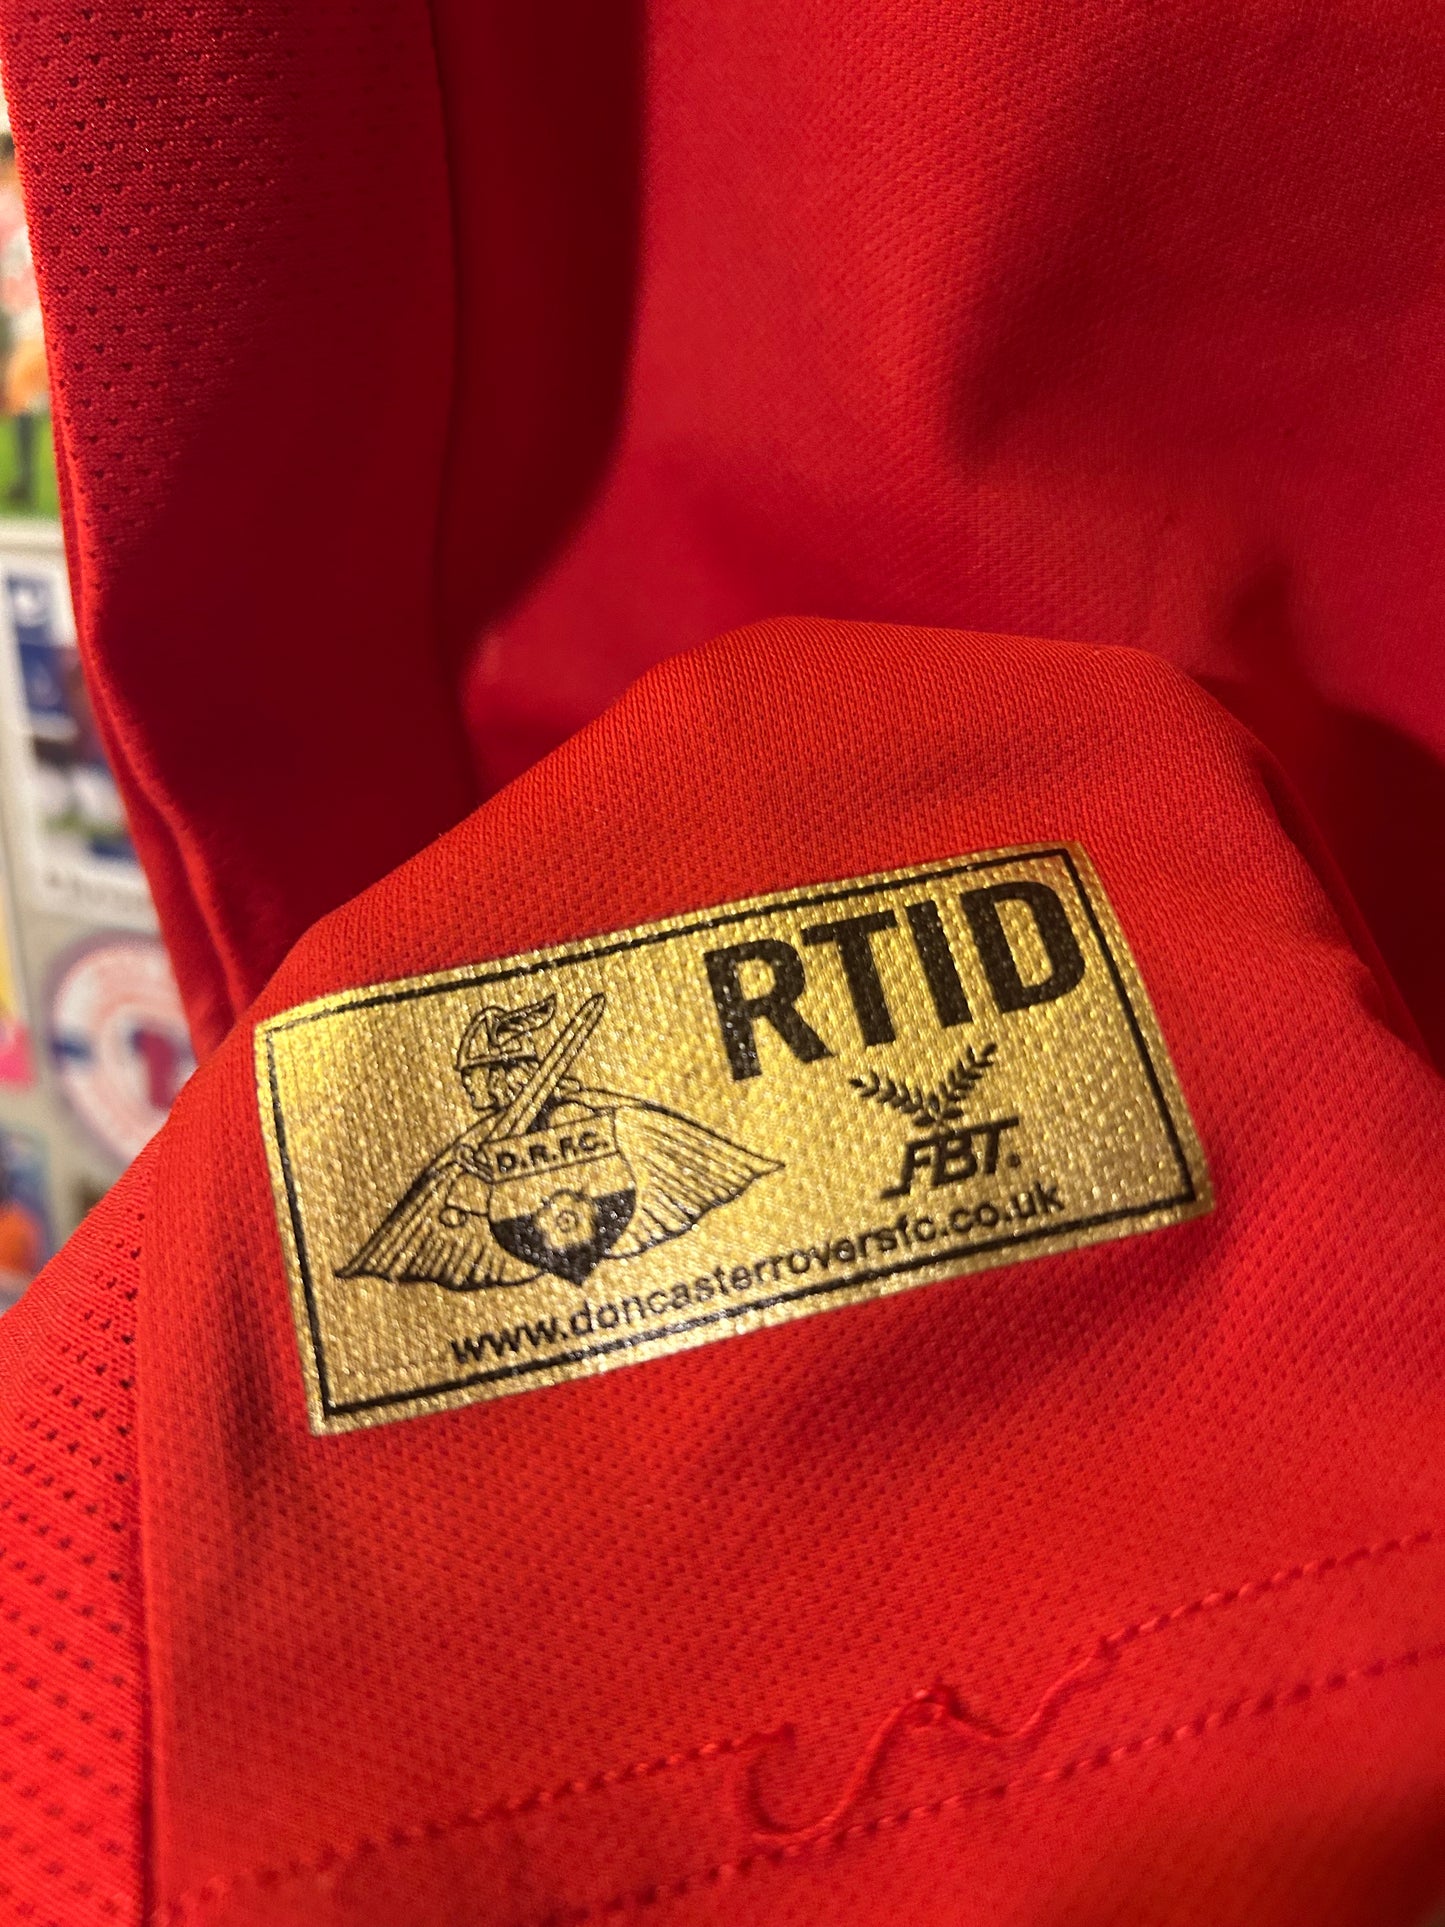 RTID
D.R.F.C.
FBT.
www.doncasterroversfc.co.uk